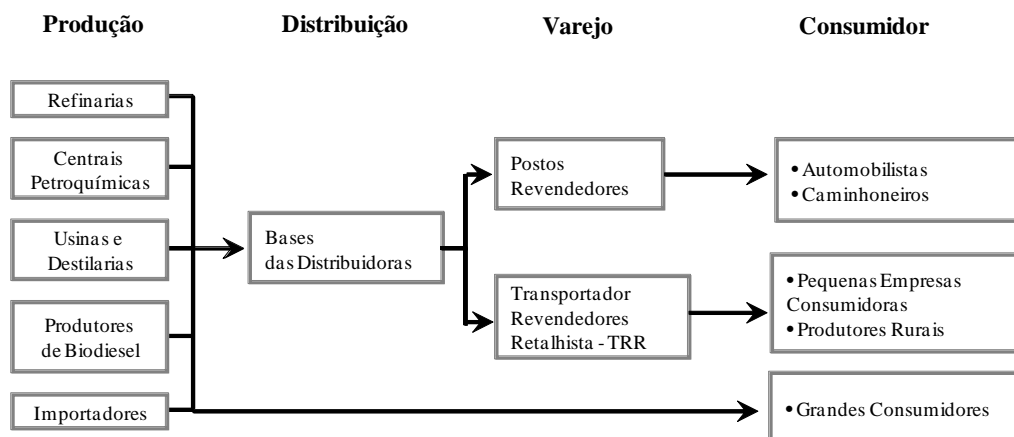 Produção
Distribuição
Varejo
Consumidor
Refinarias
Centrais
Petroquímicas
Usinas e
Destilarias
Produtores
de Biodiesel
Importadores
Bases
das Distribuidoras
Postos
Revendedores
Transportador
Revendedores
Retalhista - TRR
• Automobilistas
• Caminhoneiros
• Pequenas Empresas
Consumidoras
• Produtores Rurais
• Grandes Consumidores